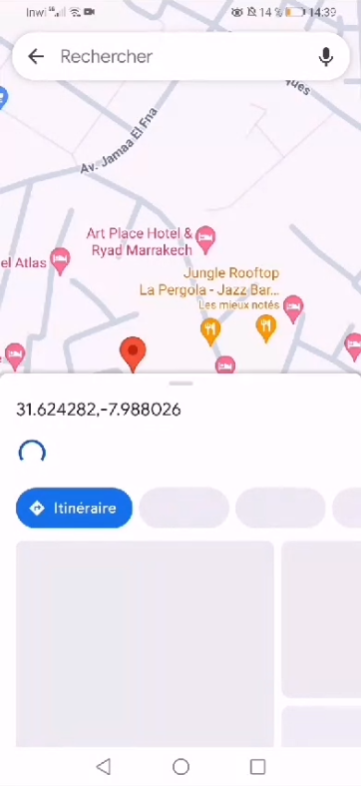 Inwi
14 %
14:39
Rechercher
ques
Av. Jamaa El Fna
Art Place Hotel &
Ryad Marrakech
el Atlas
Jungle Rooftop
La Pergola - Jazz Bar...
Les mieux notés
31.624282,-7.988026
Itinéraire